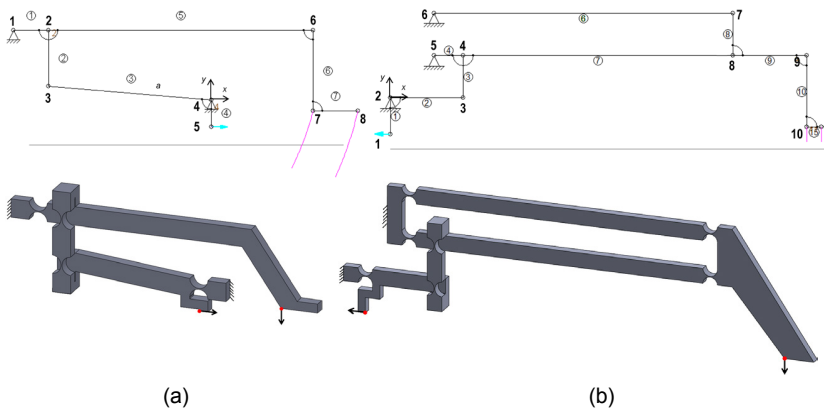 ① ⑤
1 2 6
② ⑥
③ a
3
y
x
4 ④
⑦
5 7 8
6 ⑥ 7
⑧
5 ④ 4 ⑦ 8 ⑨ 9
③ ⑩
y
2 x ② 3
①
1 10
(a) (b)